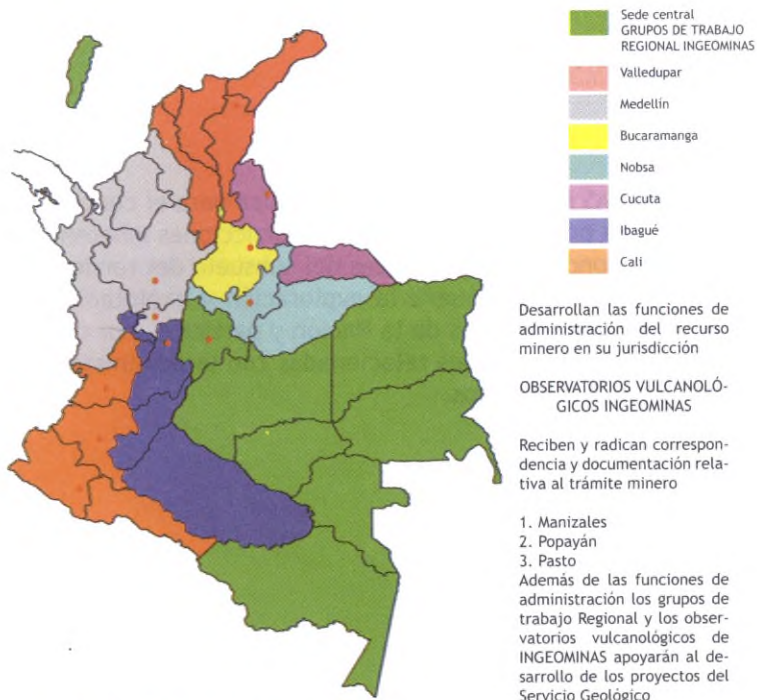 Sede central
GRUPOS DE TRABAJO
REGIONAL INGEOMINAS
Valledupar
Medellín
Bucaramanga
Nobsa
Cucuta
Ibagué
Cali
Desarrollan las funciones de
administración del recurso
minero en su jurisdicción
OBSERVATORIOS VULCANOLÓ-
GICOS INGEOMINAS
Reciben y radican correspon-
dencia y documentación rela-
tiva al trámite minero
1. Manizales
2. Popayán
3. Pasto
Además de las funciones de
administración los grupos de
trabajo Regional y los obser-
vatorios vulcanológicos de
INGEOMINAS apoyarán al de-
sarrollo de los proyectos del
Servicio Geológico